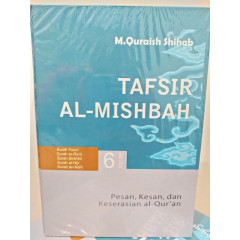 M.Quraish Shihab
TAFSIR
AL-MISHBAH
6
Pesan, Kesan, dan
Keserasian al-Qur'an